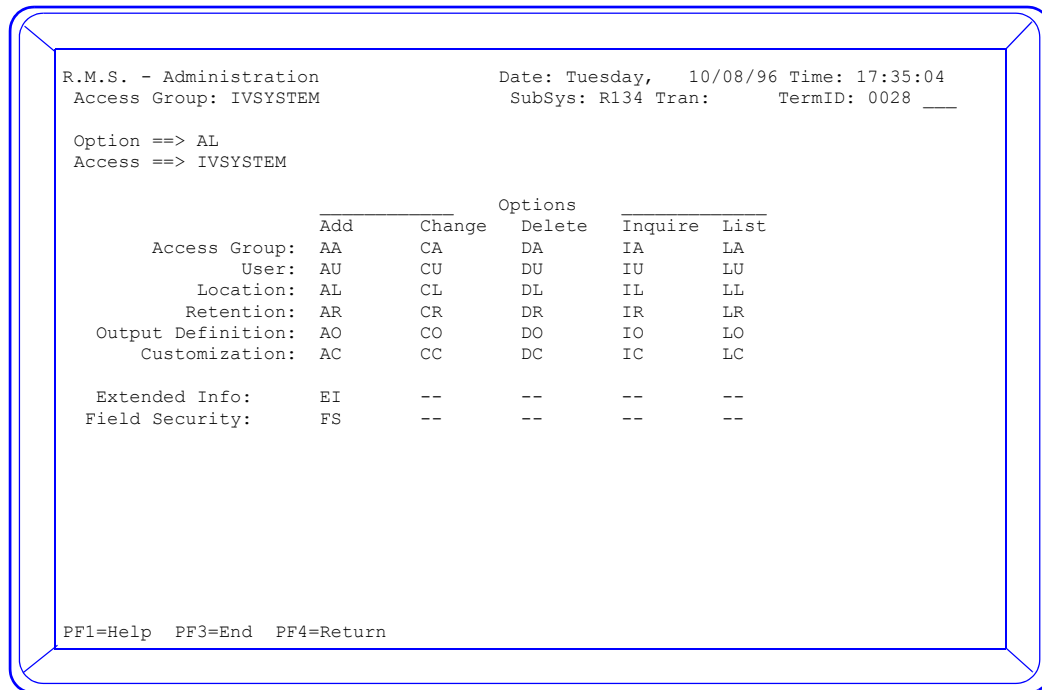 R.M.S. - Administration Date: Tuesday, 10/08/96 Time: 17:35:04
Access Group: IVSYSTEM SubSys: R134 Tran: TermID: 0028 ___
Option ==> AL
Access ==> IVSYSTEM
____________ Options _____________
Add Change Delete Inquire List
Access Group: AA CA DA IA LA
User: AU CU DU IU LU
Location: AL CL DL IL LL
Retention: AR CR DR IR LR
Output Definition: AO CO DO IO LO
Customization: AC CC DC IC LC
Extended Info: EI -- -- -- --
Field Security: FS -- -- -- --
PF1=Help PF3=End PF4=Return